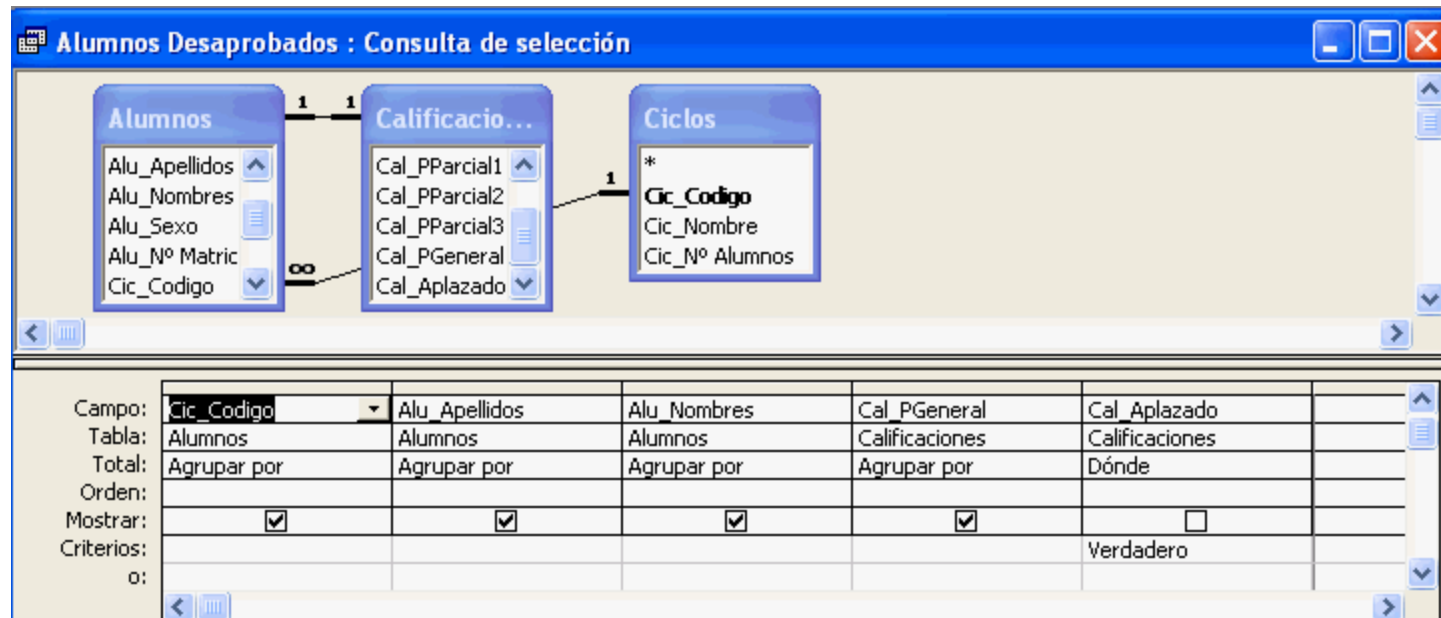 Alumnos Desaprobados : Consulta de selección
Alumnos
Alu_Apellidos
Alu_Nombres
Alu_Sexo
Alu_Nº Matric
Cic_Codigo
1 1
∞
Calificacio...
Cal_PParcial1
Cal_PParcial2
Cal_PParcial3
Cal_PGeneral
Cal_Aplazado
1
Ciclos
*
Cic_Codigo
Cic_Nombre
Cic_Nº Alumnos
Campo: Cic_Codigo Alu_Apellidos Alu_Nombres Cal_PGeneral Cal_Aplazado
Tabla: Alumnos Alumnos Alumnos Calificaciones Calificaciones
Total: Agrupar por Agrupar por Agrupar por Agrupar por Dónde
Orden:
Mostrar:
Criterios: Verdadero
o: